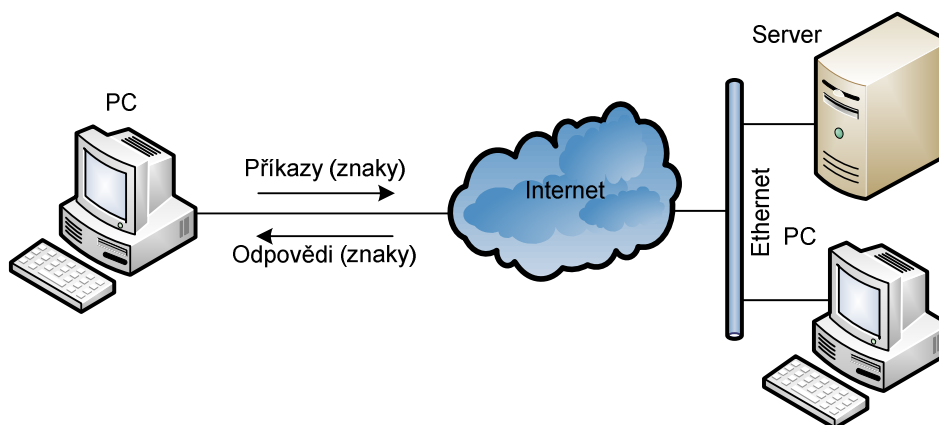 Server
PC
Příkazy (znaky)
Internet
Odpovědi (znaky)
Ethernet
PC